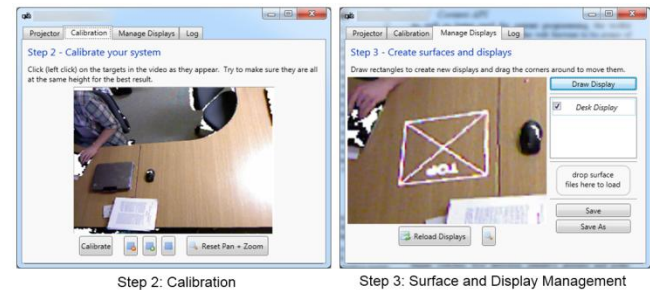 Projector Calibration Manage Displays Log
Step 2 - Calibrate your system
Click (left click) on the targets in the video as they appear. Try to make sure they are all
at the same height for the best result.
Calibrate
Reset Pan + Zoom
Step 2: Calibration
Projector Calibration Manage Displays Log
Step 3 - Create surfaces and displays
Draw rectangles to create new displays and drag the corners around to move them.
TOP
Draw Display
Desk Display
drop surface
files here to load
Save
Save As
Reload Displays
Step 3: Surface and Display Management